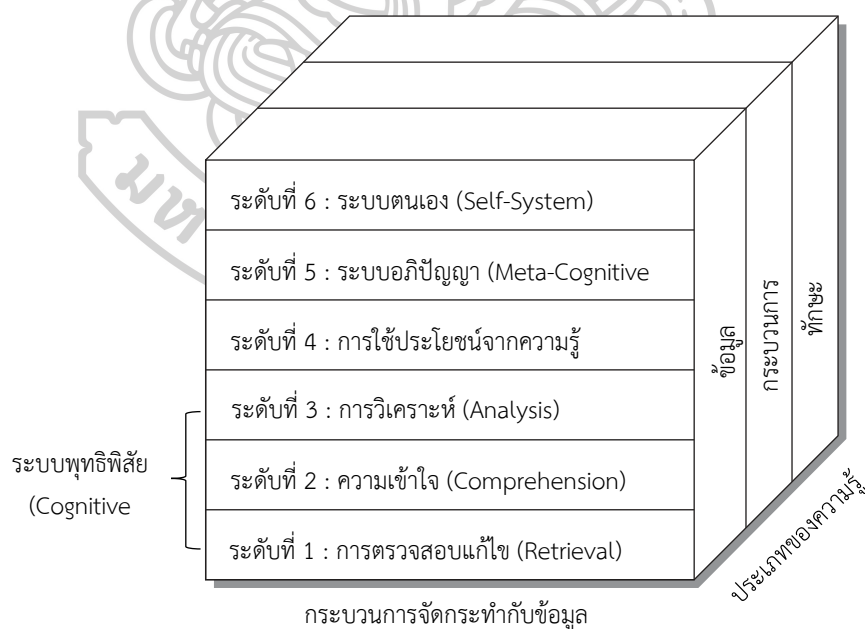 มห
ระดับที่ 6 : ระบบตนเอง (Self-System)
ระดับที่ 5 : ระบบอภิปัญญา (Meta-Cognitive
ระดับที่ 4 : การใช้ประโยชน์จากความรู้
ระดับที่ 3 : การวิเคราะห์ (Analysis)
ระดับที่ 2 : ความเข้าใจ (Comprehension)
ระดับที่ 1 : การตรวจสอบแก้ไข (Retrieval)
ระบบพุทธิพิสัย
(Cognitive
ข้อมูล
กระบวนการ
ทักษะ
ประเภทของความรู้
กระบวนการจัดกระทำกับข้อมูล